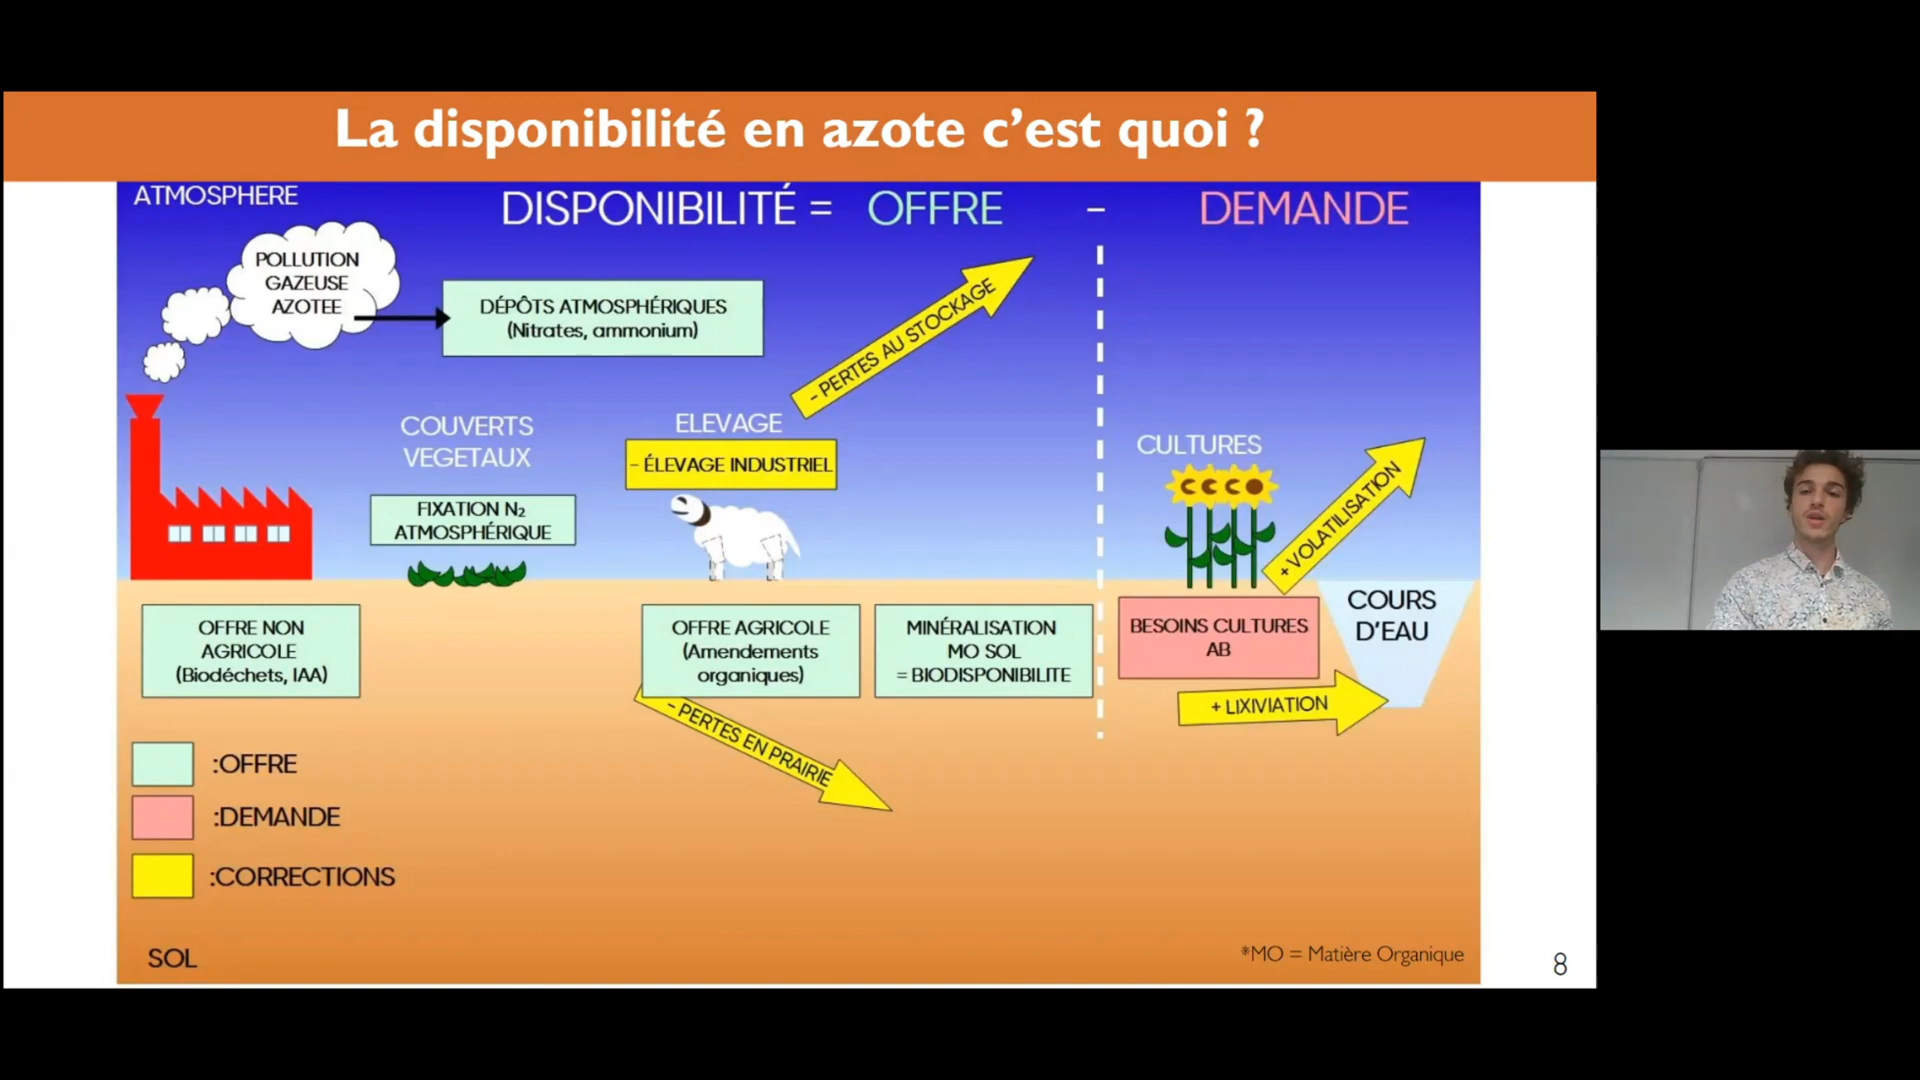 La disponibilité en azote c’est quoi ?
ATMOSPHERE
DISPONIBILITÉ = OFFRE - DEMANDE
POLLUTION
GAZEUSE
AZOTEE
DÉPÔTS ATMOSPHÉRIQUES
(Nitrates, ammonium)
- PERTES AU STOCKAGE
COUVERTS
VEGETAUX
FIXATION N₂
ATMOSPHÉRIQUE
ELEVAGE
- ÉLEVAGE INDUSTRIEL
CULTURES
+ VOLATILISATION
OFFRE NON
AGRICOLE
(Biodéchets, IAA)
OFFRE AGRICOLE
(Amendements
organiques)
MINÉRALISATION
MO SOL
= BIODISPONIBILITE
BESOINS CULTURES
AB
COURS
D’EAU
+ LIXIVIATION
- PERTES EN PRAIRIE
:OFFRE
:DEMANDE
:CORRECTIONS
SOL
*MO = Matière Organique
8